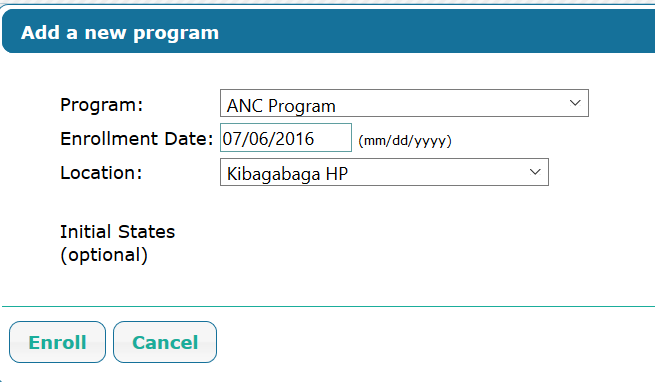 Add a new program
Program: ANC Program
Enrollment Date: 07/06/2016 (mm/dd/yyyy)
Location: Kibagabaga HP
Initial States
(optional)
Enroll Cancel